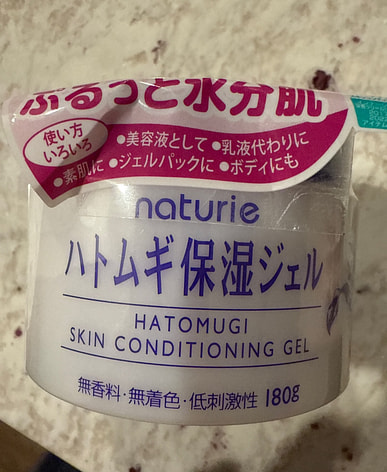 ぷるっと水分肌
使い方
いろいろ
●美容液として ●乳液代わりに
●素肌に ●ジェルパックに ●ボディにも
naturie
ハトムギ保湿ジェル
HATOMUGI
SKIN CONDITIONING GEL
無香料・無着色・低刺激性 180g